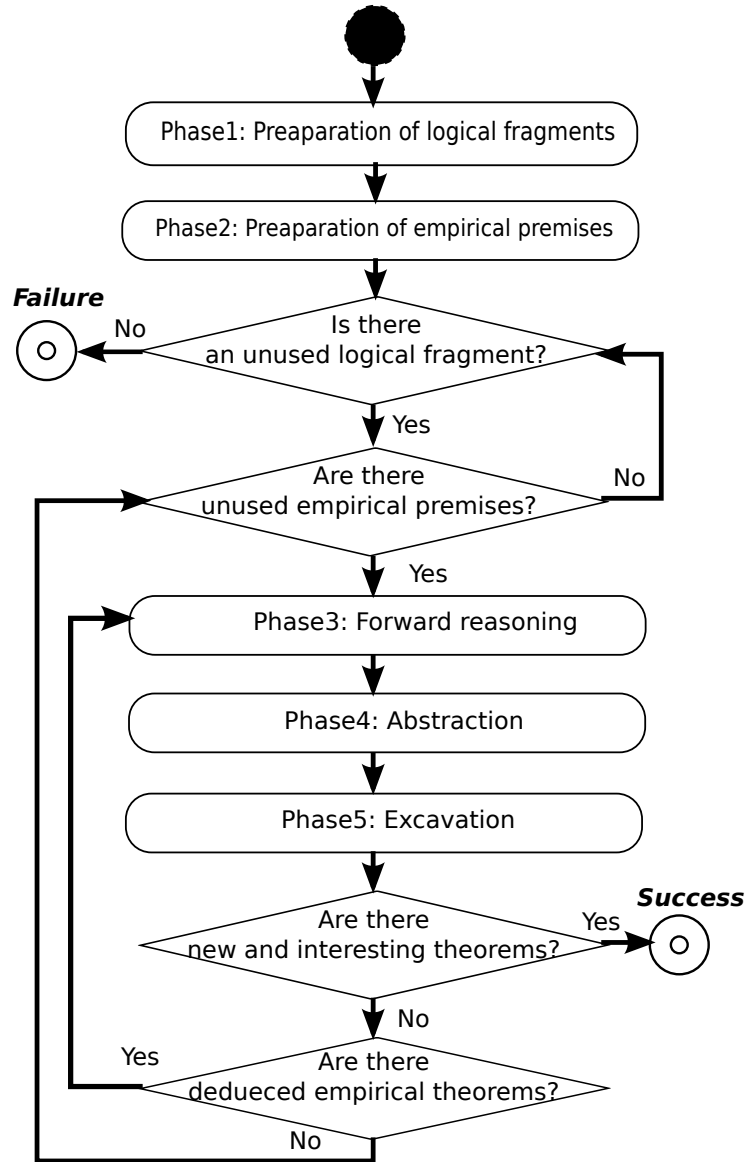 Phase1: Preaparation of logical fragments
Phase2: Preaparation of empirical premises
Failure
No
Is there
an unused logical fragment?
Yes
Are there
unused empirical premises?
No
Yes
Phase3: Forward reasoning
Phase4: Abstraction
Phase5: Excavation
Success
Are there
new and interesting theorems?
Yes
No
Yes
Are there
dedueced empirical theorems?
No